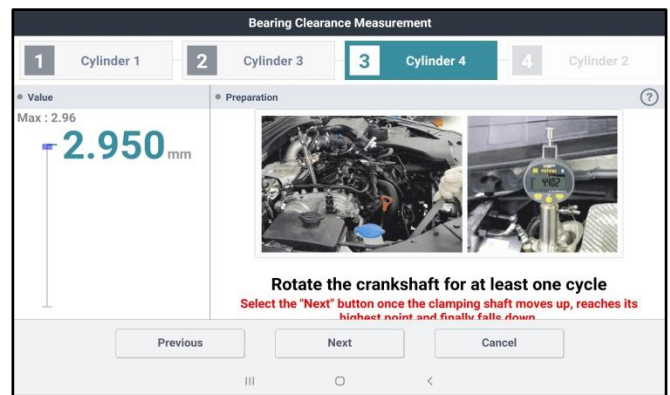 Bearing Clearance Measurement
1 Cylinder 1
2 Cylinder 3
3 Cylinder 4
4 Cylinder 2
Value
Max : 2.96
2.950 mm
Preparation
?
Rotate the crankshaft for at least one cycle
Select the "Next" button once the clamping shaft moves up, reaches its
highest point and finally falls down
Previous
Next
Cancel